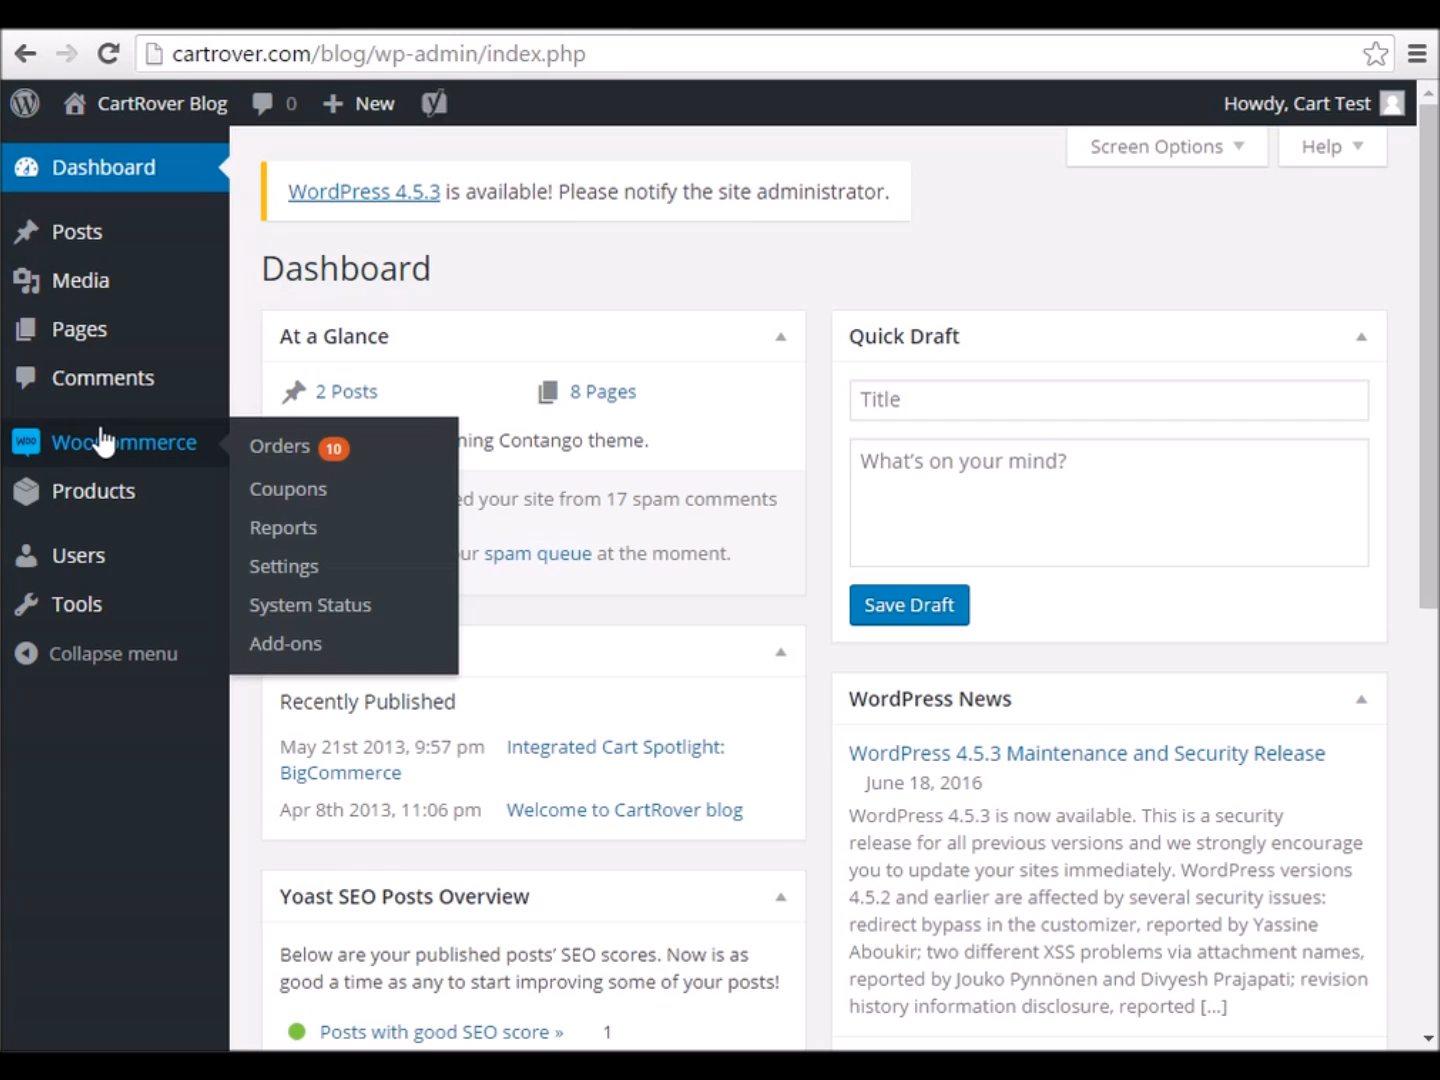 cartrover.com/blog/wp-admin/index.php
CartRover Blog 0 + New Howdy, Cart Test
Screen Options Help
Dashboard
WordPress 4.5.3 is available! Please notify the site administrator.
Posts
Media
Pages
Comments
WooCommerce
Products
Users
Tools
Collapse menu
Orders 10
Coupons
Reports
Settings
System Status
Add-ons
Dashboard
At a Glance
2 Posts 8 Pages
Contango theme.
your site from 17 spam comments
spam queue at the moment.
Recently Published
May 21st 2013, 9:57 pm Integrated Cart Spotlight:
BigCommerce
Apr 8th 2013, 11:06 pm Welcome to CartRover blog
Yoast SEO Posts Overview
Below are your published posts’ SEO scores. Now is as
good a time as any to start improving some of your posts!
Posts with good SEO score » 1
Quick Draft
Title
What’s on your mind?
Save Draft
WordPress News
WordPress 4.5.3 Maintenance and Security Release
June 18, 2016
WordPress 4.5.3 is now available. This is a security
release for all previous versions and we strongly encourage
you to update your sites immediately. WordPress versions
4.5.2 and earlier are affected by several security issues:
redirect bypass in the customizer, reported by Yassine
Aboukir; two different XSS problems via attachment names,
reported by Jouko Pynnönen and Divyesh Prajapati; revision
history information disclosure, reported [...]